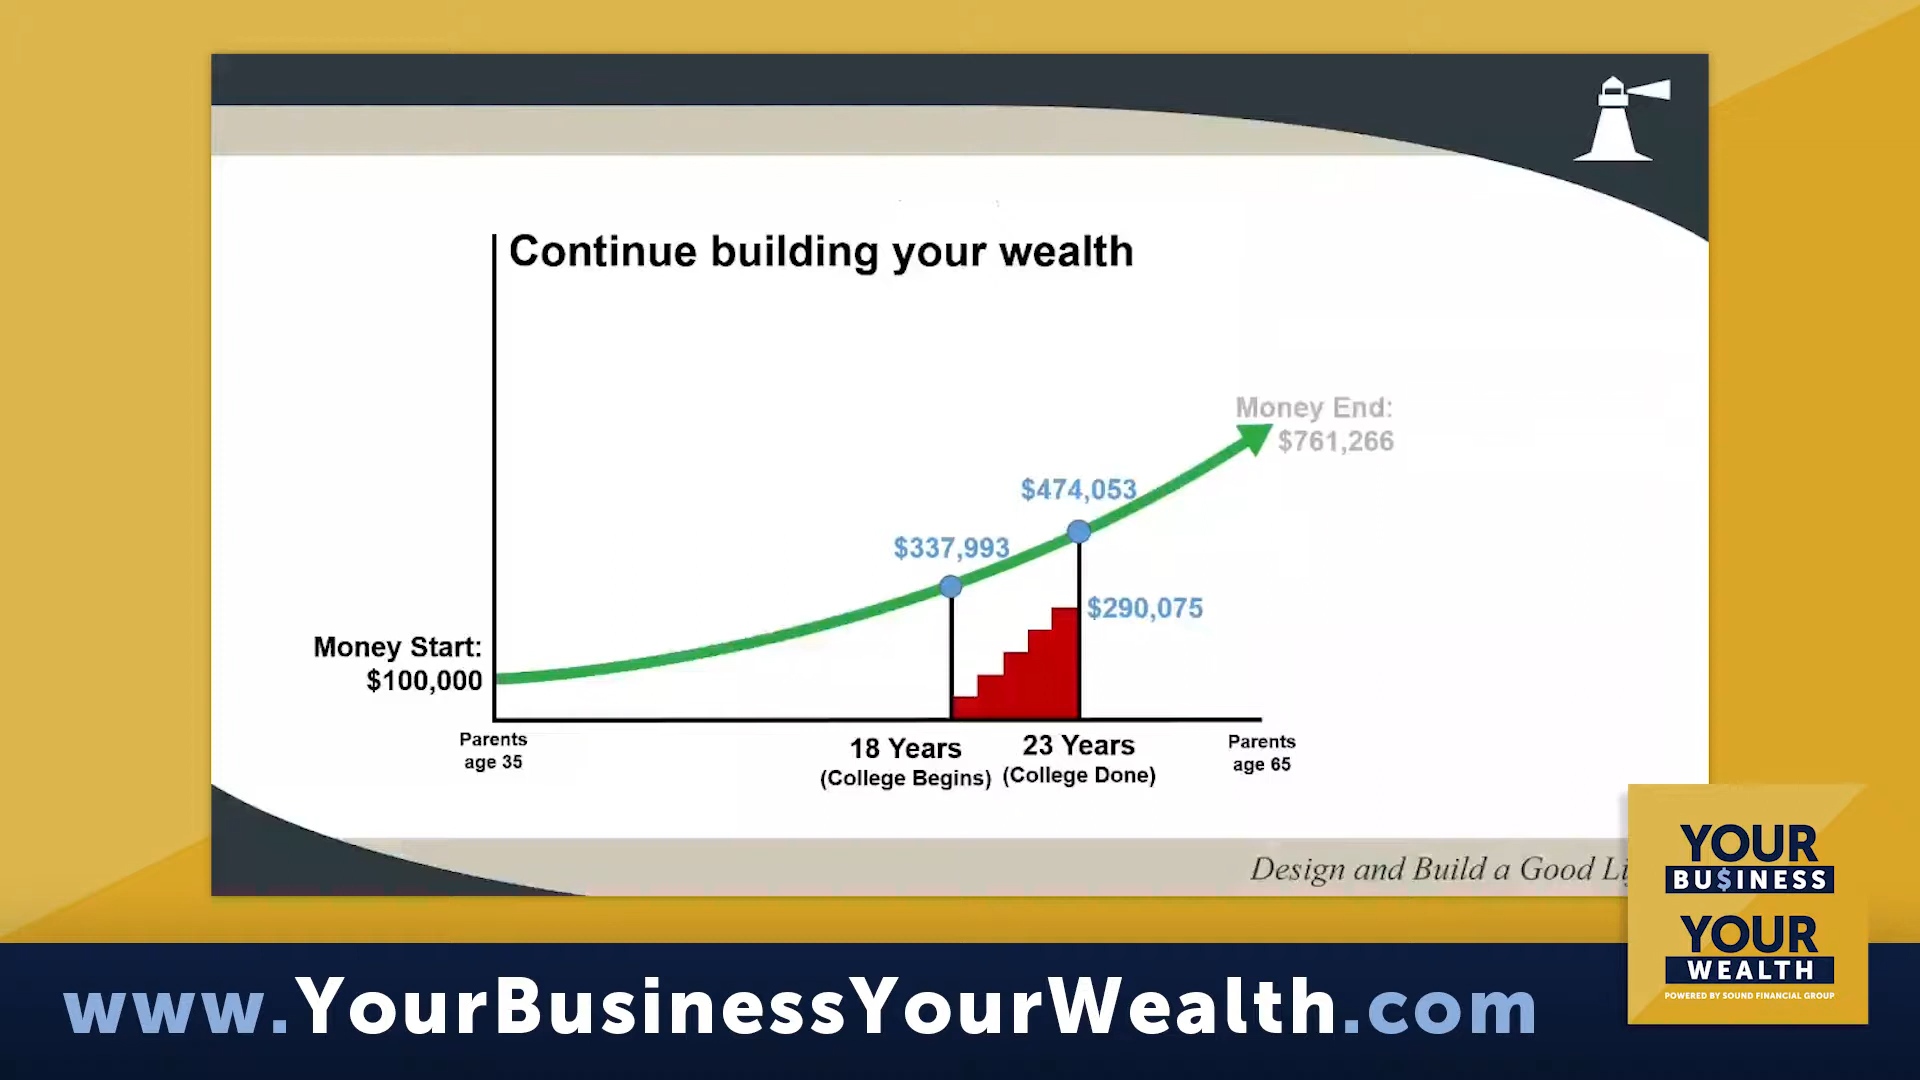 Continue building your wealth
Money End:
$761,266
$474,053
$337,993
$290,075
Money Start:
$100,000
Parents
age 35
18 Years
(College Begins)
23 Years
(College Done)
Parents
age 65
Design and Build a Good
YOUR
BU$INESS
YOUR
WEALTH
POWERED BY SOUND FINANCIAL GROUP
www.YourBusinessYourWealth.com